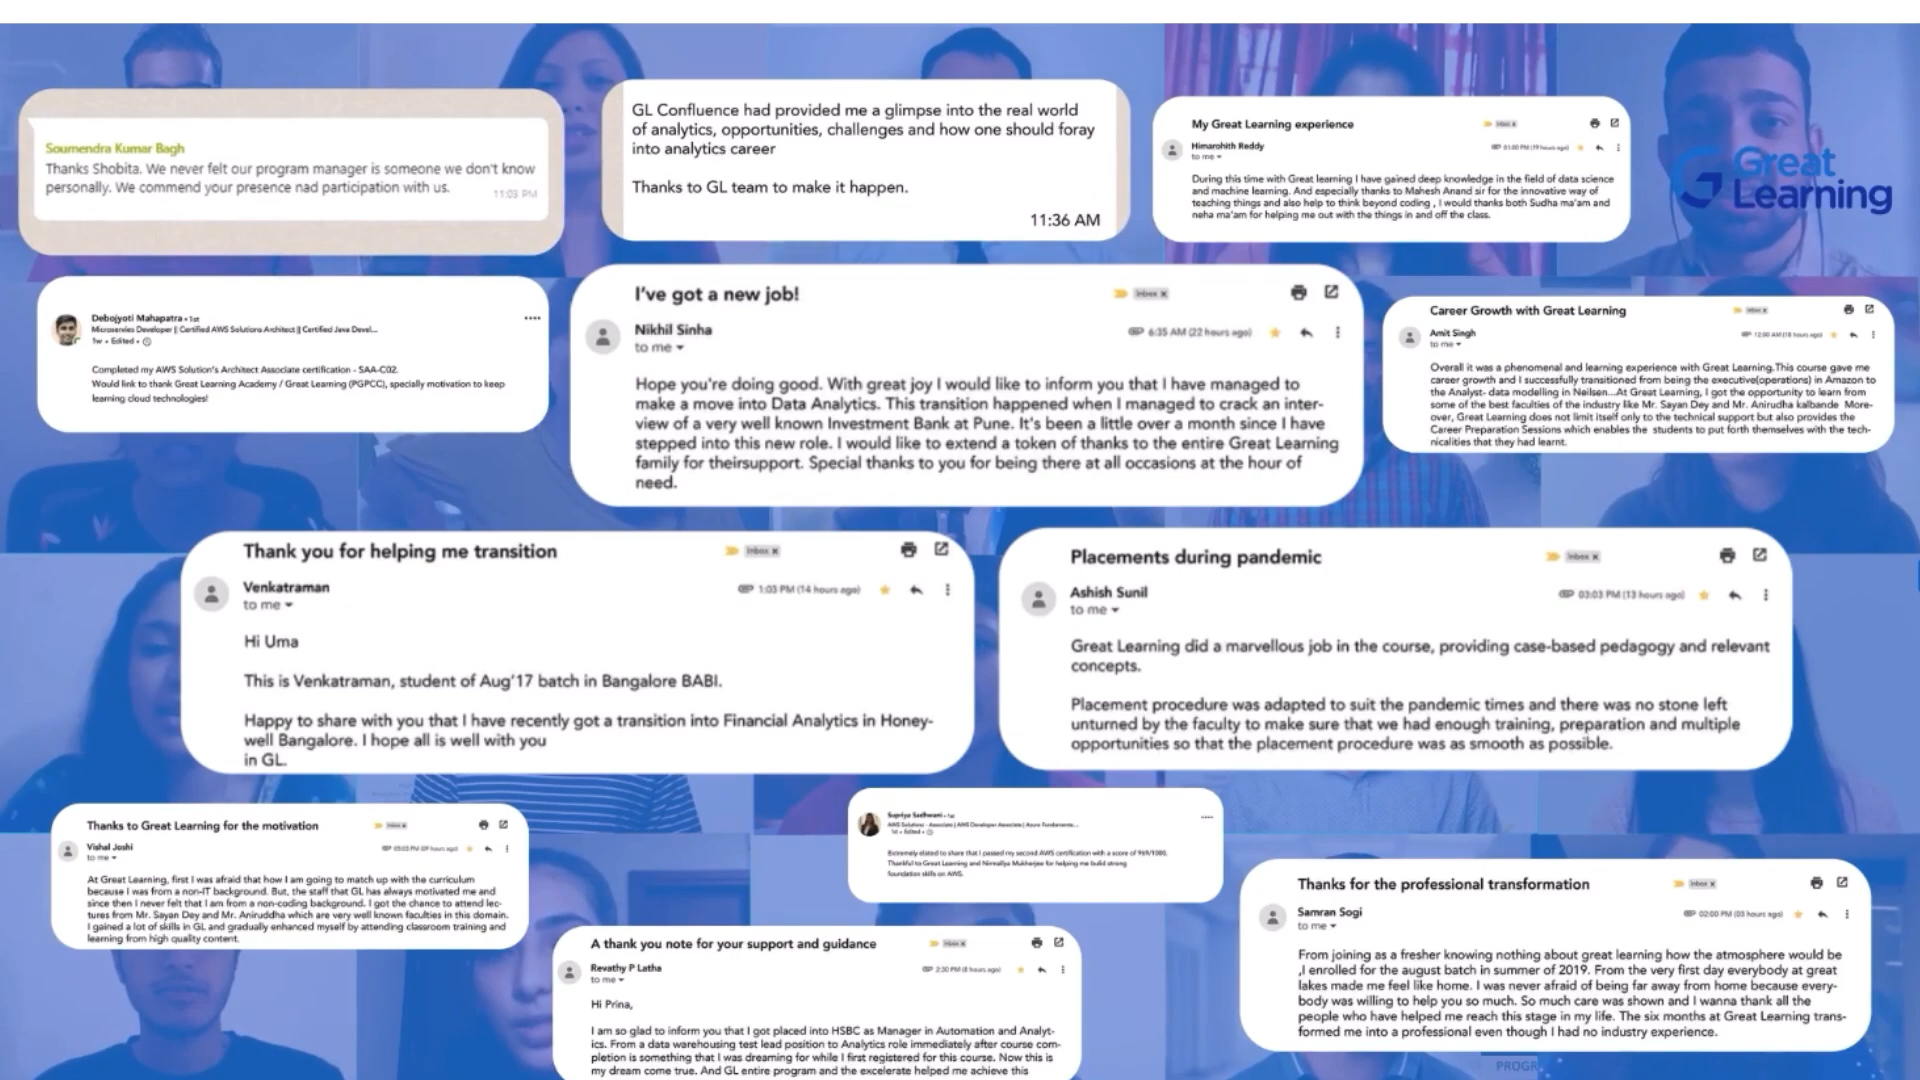 Soumendra Kumar Bagh
Thanks Shobita. We never felt our program manager is someone we don't know
personally. We commend your presence nad participation with us.
11:03 PM
GL Confluence had provided me a glimpse into the real world
of analytics, opportunities, challenges and how one should foray
into analytics career
Thanks to GL team to make it happen.
11:36 AM
My Great Learning experience
Inbox x
Himarohith Reddy
01:00 PM (19 hours ago)
to me
During this time with Great learning I have gained deep knowledge in the field of data science
and machine learning. And especially thanks to Mahesh Anand sir for the innovative way of
teaching things and also help to think beyond coding , I would thanks both Sudha ma'am and
neha ma'am for helping me out with the things in and off the class.
Great
Learning
Debojyoti Mahapatra • 1st
Microservies Developer || Certified AWS Solutions Architect || Certified Java Devel...
1w • Edited •
Completed my AWS Solution's Architect Associate certification - SAA-C02.
Would link to thank Great Learning Academy / Great Learning (PGPCC), specially motivation to keep
learning cloud technologies!
I've got a new job!
Inbox x
Nikhil Sinha
6:35 AM (22 hours ago)
to me
Hope you're doing good. With great joy I would like to inform you that I have managed to
make a move into Data Analytics. This transition happened when I managed to crack an inter-
view of a very well known Investment Bank at Pune. It's been a little over a month since I have
stepped into this new role. I would like to extend a token of thanks to the entire Great Learning
family for theirsupport. Special thanks to you for being there at all occasions at the hour of
need.
Career Growth with Great Learning
Inbox x
Amit Singh
12:00 AM (18 hours ago)
to me
Overall it was a phenomenal and learning experience with Great Learning.This course gave me
career growth and I successfully transitioned from being the executive(operations) in Amazon to
the Analyst- data modelling in Neilsen...At Great Learning, I got the opportunity to learn from
some of the best faculties of the industry like Mr. Sayan Dey and Mr. Anirudha kalbande More-
over, Great Learning does not limit itself only to the technical support but also provides the
Career Preparation Sessions which enables the students to put forth themselves with the tech-
nicalities that they had learnt.
Thank you for helping me transition
Inbox x
Venkatraman
1:03 PM (14 hours ago)
to me
Hi Uma
This is Venkatraman, student of Aug'17 batch in Bangalore BABI.
Happy to share with you that I have recently got a transition into Financial Analytics in Honey-
well Bangalore. I hope all is well with you
in GL.
Placements during pandemic
Inbox x
Ashish Sunil
03:03 PM (13 hours ago)
to me
Great Learning did a marvellous job in the course, providing case-based pedagogy and relevant
concepts.
Placement procedure was adapted to suit the pandemic times and there was no stone left
unturned by the faculty to make sure that we had enough training, preparation and multiple
opportunities so that the placement procedure was as smooth as possible.
Thanks to Great Learning for the motivation
Inbox x
Vishal Joshi
to me
At Great Learning, first I was afraid that how I am going to match up with the curriculum
because I was from a non-IT background. But, the staff that GL has always motivated me and
since then I never felt that I am from a non-coding background. I got the chance to attend lec-
tures from Mr. Sayan Dey and Mr. Aniruddha which are very well known faculties in this domain.
I gained a lot of skills in GL and gradually enhanced myself by attending classroom training and
learning from high quality content.
Supriya Sadhwani • 1st
AWS Solutions - Associate | AWS Developer Associate | Azure Fundamenta...
1d • Edited •
Extremely elated to share that I passed my second AWS certification with a score of 969/1000.
Thankful to Great Learning and Nirmallya Mukherjee for helping me build strong
foundation skills on AWS.
A thank you note for your support and guidance
Inbox x
Revathy P Latha
2:30 PM (8 hours ago)
to me
Hi Prina,
I am so glad to inform you that I got placed into HSBC as Manager in Automation and Analyt-
ics. From a data warehousing test lead position to Analytics role immediately after course com-
pletion is something that I was dreaming for while I first registered for this course. Now this is
my dream come true. And GL entire program and the excelerate helped me achieve this
Thanks for the professional transformation
Inbox x
Samran Sogi
02:00 PM (03 hours ago)
to me
From joining as a fresher knowing nothing about great learning how the atmosphere would be
,I enrolled for the august batch in summer of 2019. From the very first day everybody at great
lakes made me feel like home. I was never afraid of being far away from home because every-
body was willing to help you so much. So much care was shown and I wanna thank all the
people who have helped me reach this stage in my life. The six months at Great Learning trans-
formed me into a professional even though I had no industry experience.
PROGR